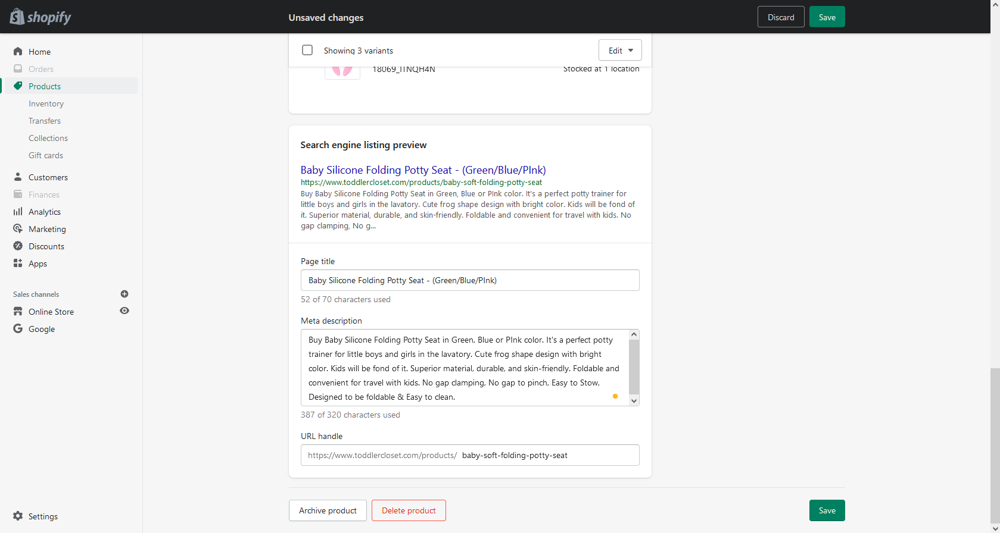 shopify
Unsaved changes
Discard
Save
Home
Orders
Products
Inventory
Transfers
Collections
Gift cards
Customers
Finances
Analytics
Marketing
Discounts
Apps
Sales channels
Online Store
Google
Settings
Showing 3 variants
Edit
18069_ITNQH4N
Stocked at 1 location
Search engine listing preview
Baby Silicone Folding Potty Seat - (Green/Blue/PInk)
https://www.toddlercloset.com/products/baby-soft-folding-potty-seat
Buy Baby Silicone Folding Potty Seat in Green, Blue or PInk color. It's a perfect potty trainer for
little boys and girls in the lavatory. Cute frog shape design with bright color. Kids will be fond of
it. Superior material, durable, and skin-friendly. Foldable and convenient for travel with kids. No
gap clamping, No g...
Page title
Baby Silicone Folding Potty Seat - (Green/Blue/PInk)
52 of 70 characters used
Meta description
Buy Baby Silicone Folding Potty Seat in Green, Blue or PInk color. It's a perfect potty
trainer for little boys and girls in the lavatory. Cute frog shape design with bright
color. Kids will be fond of it. Superior material, durable, and skin-friendly. Foldable and
convenient for travel with kids. No gap clamping, No gap to pinch, Easy to Stow,
Designed to be foldable & Easy to clean.
387 of 320 characters used
URL handle
https://www.toddlercloset.com/products/ baby-soft-folding-potty-seat
Archive product
Delete product
Save